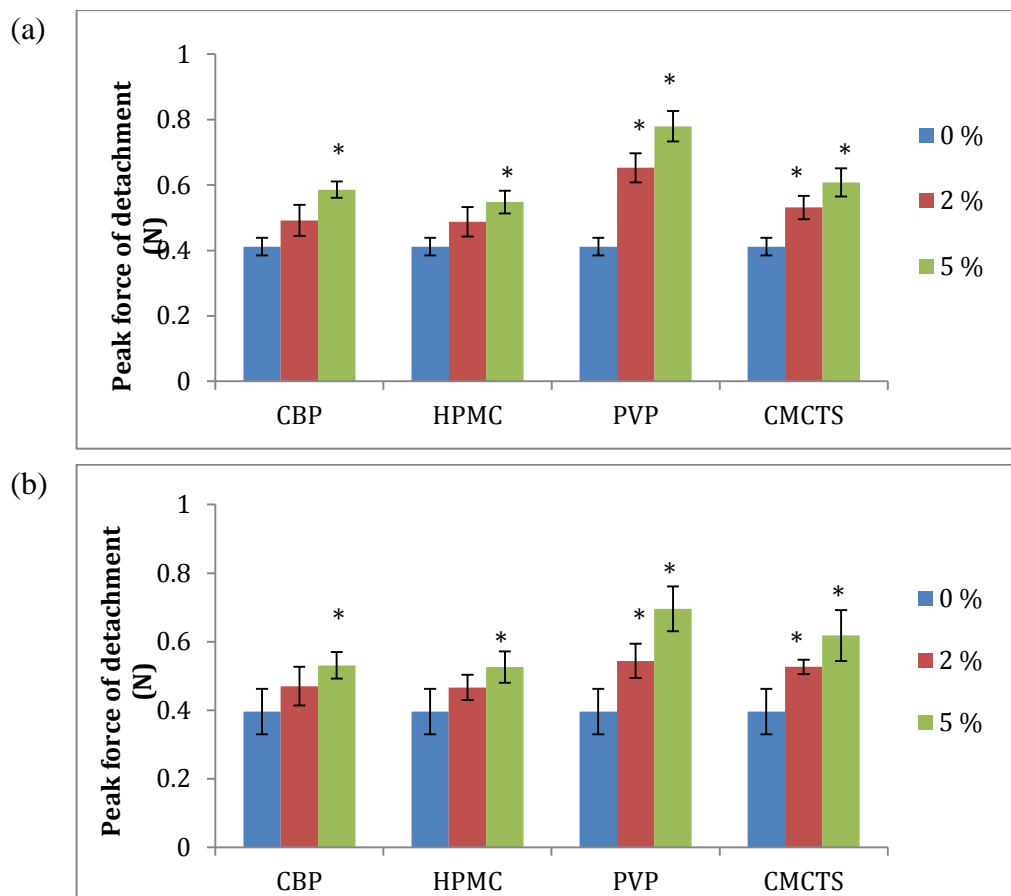 (a)
Peak force of detachment
(N)
1
0.8
0.6
0.4
0.2
0
* * * * * *
CBP HPMC PVP CMCTS
0 %
2 %
5 %
(b)
Peak force of detachment
(N)
1
0.8
0.6
0.4
0.2
0
* * * * * *
CBP HPMC PVP CMCTS
0 %
2 %
5 %